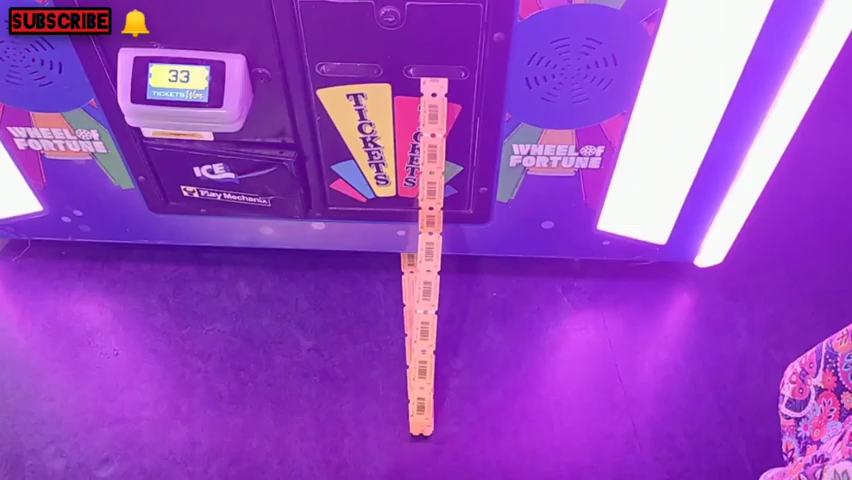 SUBSCRIBE
33
TICKETS
WHEEL OF
FORTUNE
TICKETS
WHEEL OF
FORTUNE
ICE
Play Mechanix